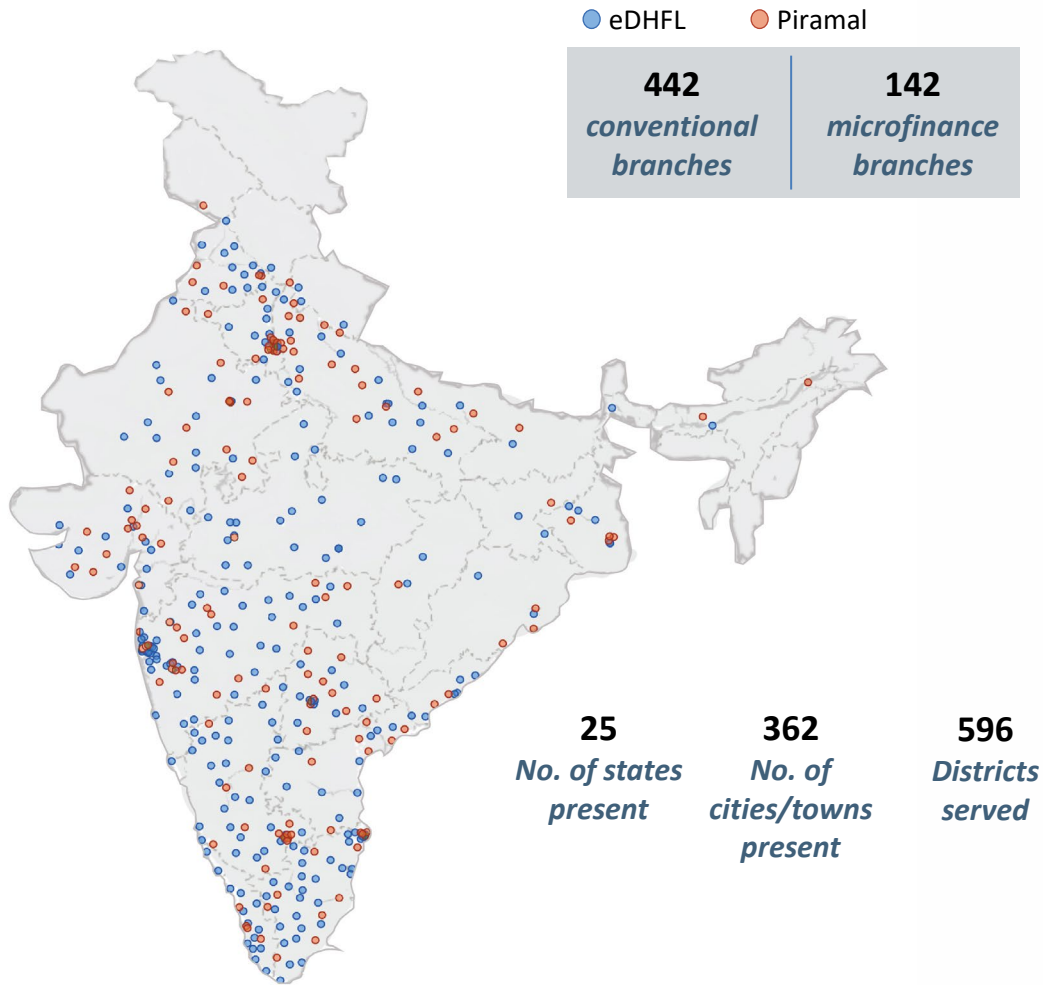 eDHFL Piramal
442
conventional
branches
142
microfinance
branches
25
No. of states
present
362
No. of
cities/towns
present
596
Districts
served